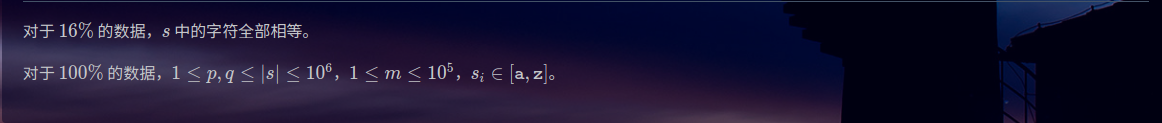 对于 16% 的数据，s 中的字符全部相等。
对于 100% 的数据，1 ≤ p, q ≤ |s| ≤ 10⁶，1 ≤ m ≤ 10⁵，sᵢ ∈ [a, z]。